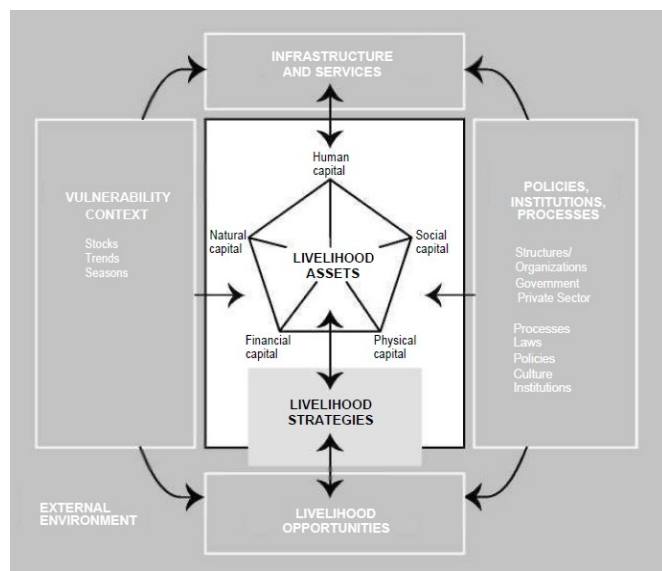 INFRASTRUCTURE
AND SERVICES
VULNERABILITY
CONTEXT
Stocks
Trends
Seasons
Human
capital
Natural
capital
Social
capital
LIVELIHOOD
ASSETS
Financial
capital
Physical
capital
LIVELIHOOD
STRATEGIES
POLICIES,
INSTITUTIONS,
PROCESSES
Structures/
Organizations
Government
Private Sector
Processes
Laws
Policies
Culture
Institutions
EXTERNAL
ENVIRONMENT
LIVELIHOOD
OPPORTUNITIES